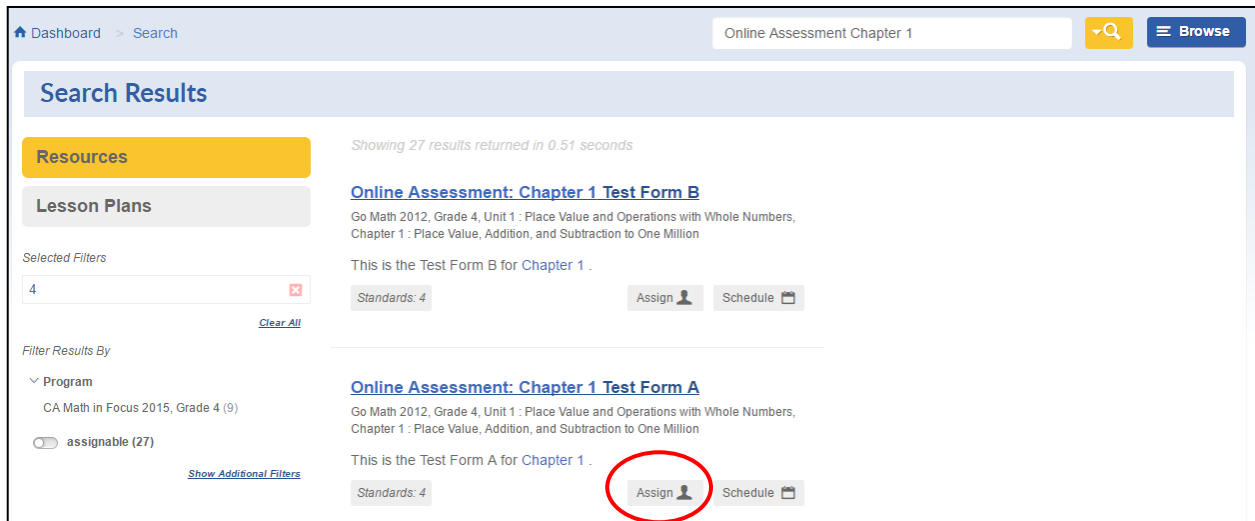 Dashboard > Search
Online Assessment Chapter 1
Browse
Search Results
Resources
Lesson Plans
Selected Filters
4
Clear All
Filter Results By
Program
CA Math in Focus 2015, Grade 4 (9)
assignable (27)
Show Additional Filters
Showing 27 results returned in 0.51 seconds
Online Assessment: Chapter 1 Test Form B
Go Math 2012, Grade 4, Unit 1 : Place Value and Operations with Whole Numbers,
Chapter 1 : Place Value, Addition, and Subtraction to One Million
This is the Test Form B for Chapter 1 .
Standards: 4
Assign
Schedule
Online Assessment: Chapter 1 Test Form A
Go Math 2012, Grade 4, Unit 1 : Place Value and Operations with Whole Numbers,
Chapter 1 : Place Value, Addition, and Subtraction to One Million
This is the Test Form A for Chapter 1 .
Standards: 4
Assign
Schedule